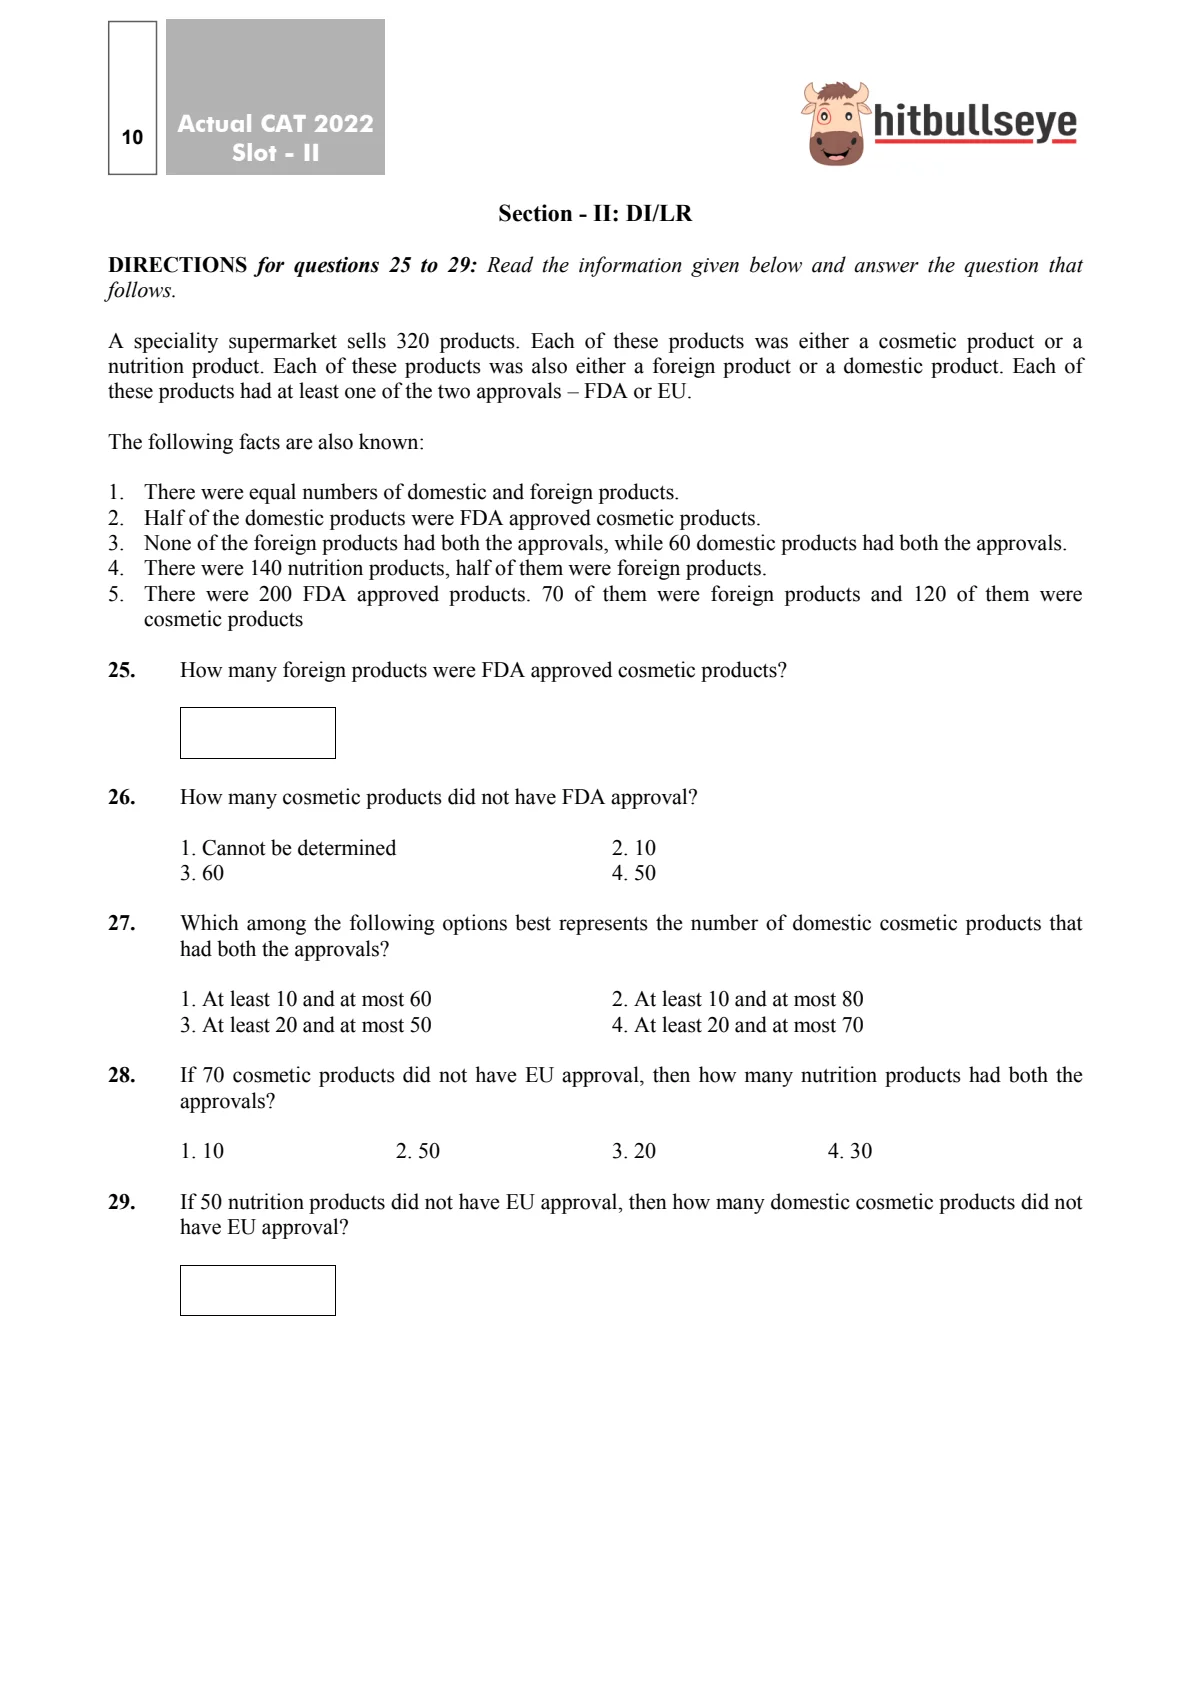 10
Actual CAT 2022
Slot - II
hitbullseye
Section - II: DI/LR
DIRECTIONS for questions 25 to 29: Read the information given below and answer the question that
follows.
A speciality supermarket sells 320 products. Each of these products was either a cosmetic product or a
nutrition product. Each of these products was also either a foreign product or a domestic product. Each of
these products had at least one of the two approvals – FDA or EU.
The following facts are also known:
1. There were equal numbers of domestic and foreign products.
2. Half of the domestic products were FDA approved cosmetic products.
3. None of the foreign products had both the approvals, while 60 domestic products had both the approvals.
4. There were 140 nutrition products, half of them were foreign products.
5. There were 200 FDA approved products. 70 of them were foreign products and 120 of them were
cosmetic products
25. How many foreign products were FDA approved cosmetic products?
26. How many cosmetic products did not have FDA approval?
1. Cannot be determined 2. 10
3. 60 4. 50
27. Which among the following options best represents the number of domestic cosmetic products that
had both the approvals?
1. At least 10 and at most 60 2. At least 10 and at most 80
3. At least 20 and at most 50 4. At least 20 and at most 70
28. If 70 cosmetic products did not have EU approval, then how many nutrition products had both the
approvals?
1. 10 2. 50 3. 20 4. 30
29. If 50 nutrition products did not have EU approval, then how many domestic cosmetic products did not
have EU approval?